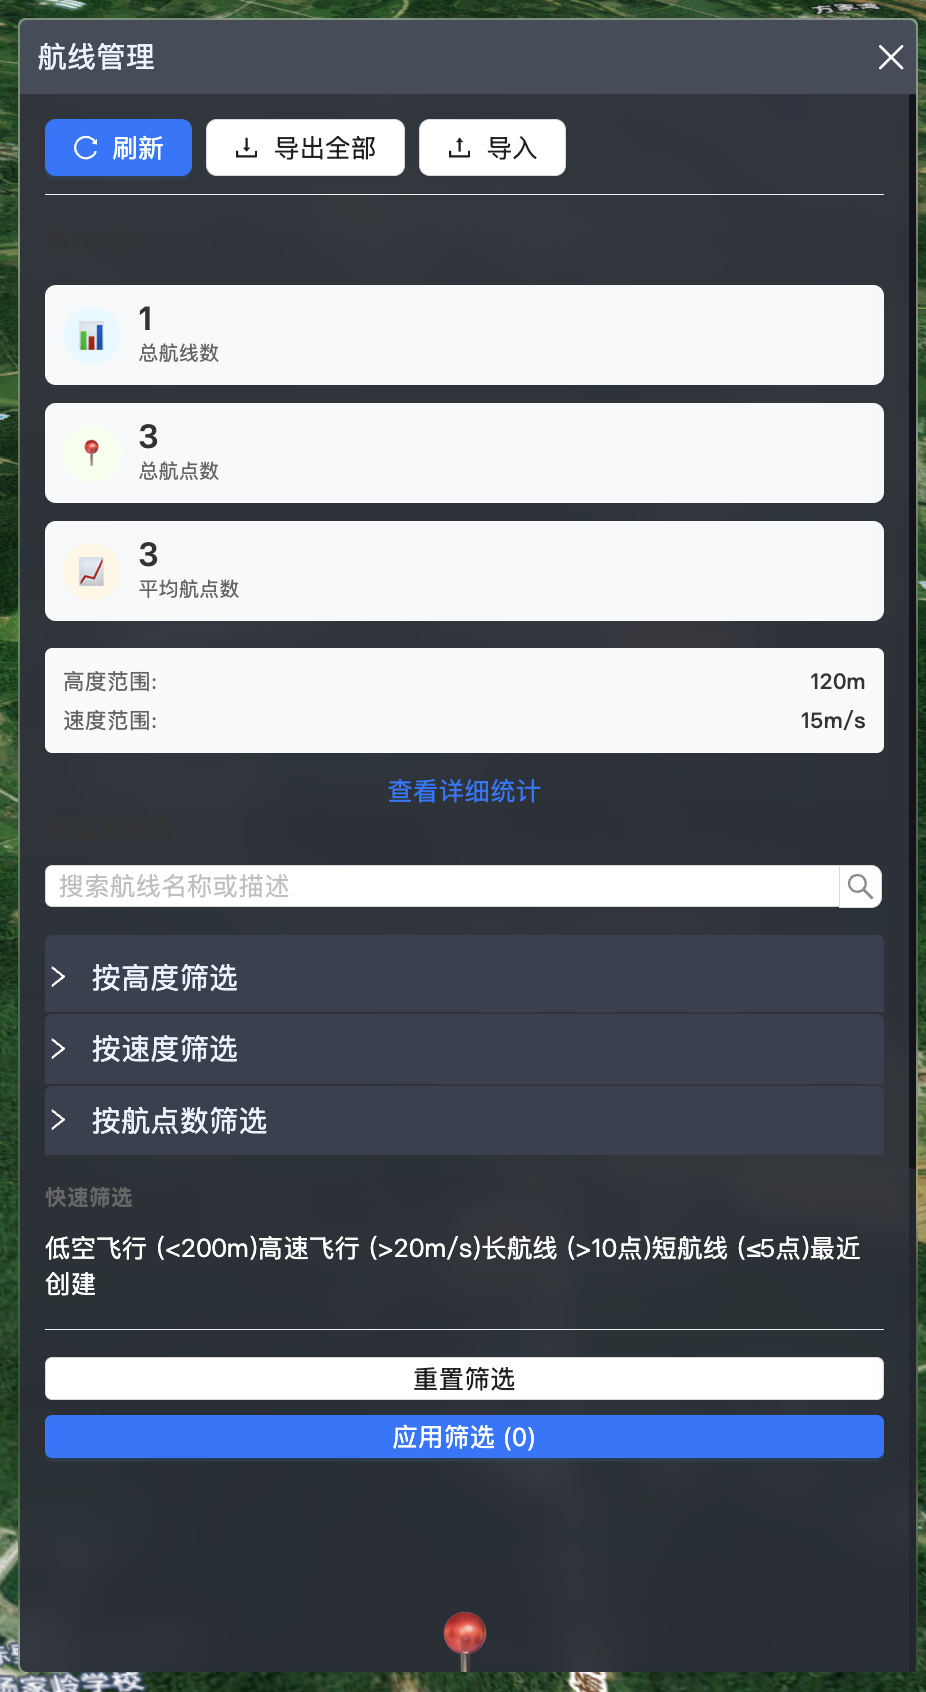 航线管理
刷新 导出全部 导入
1
总航线数
3
总航点数
3
平均航点数
高度范围: 120m
速度范围: 15m/s
查看详细统计
搜索航线名称或描述
按高度筛选
按速度筛选
按航点数筛选
快速筛选
低空飞行 (<200m)高速飞行 (>20m/s)长航线 (>10点)短航线 (≤5点)最近
创建
重置筛选
应用筛选 (0)
杨家岭学校